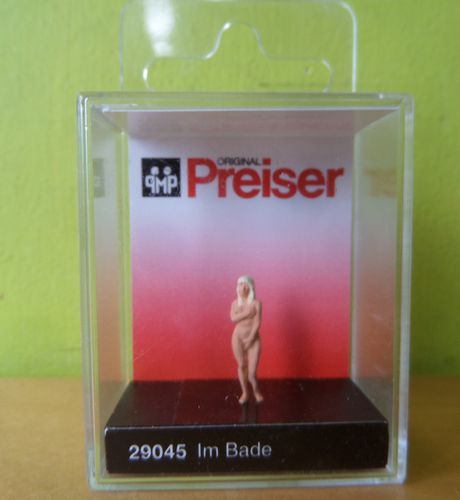 ORIGINAL
PMP Preiser
29045 Im Bade